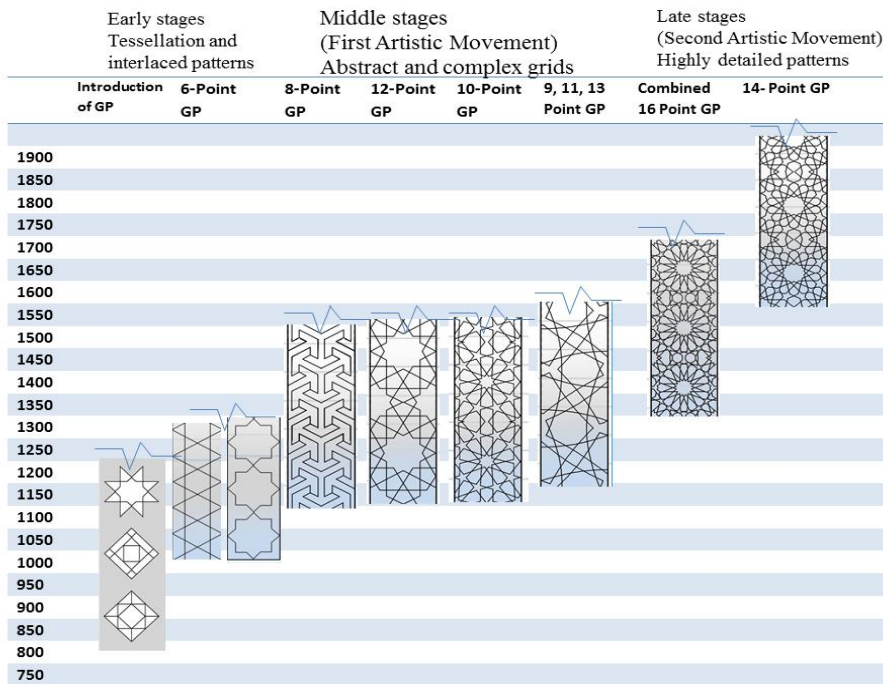 Early stages
Tessellation and
interlaced patterns
Middle stages
(First Artistic Movement)
Abstract and complex grids
Late stages
(Second Artistic Movement)
Highly detailed patterns
Introduction
of GP
6-Point
GP
8-Point
GP
12-Point
GP
10-Point
GP
9, 11, 13
Point GP
Combined
16 Point GP
14- Point GP
1900
1850
1800
1750
1700
1650
1600
1550
1500
1450
1400
1350
1300
1250
1200
1150
1100
1050
1000
950
900
850
800
750